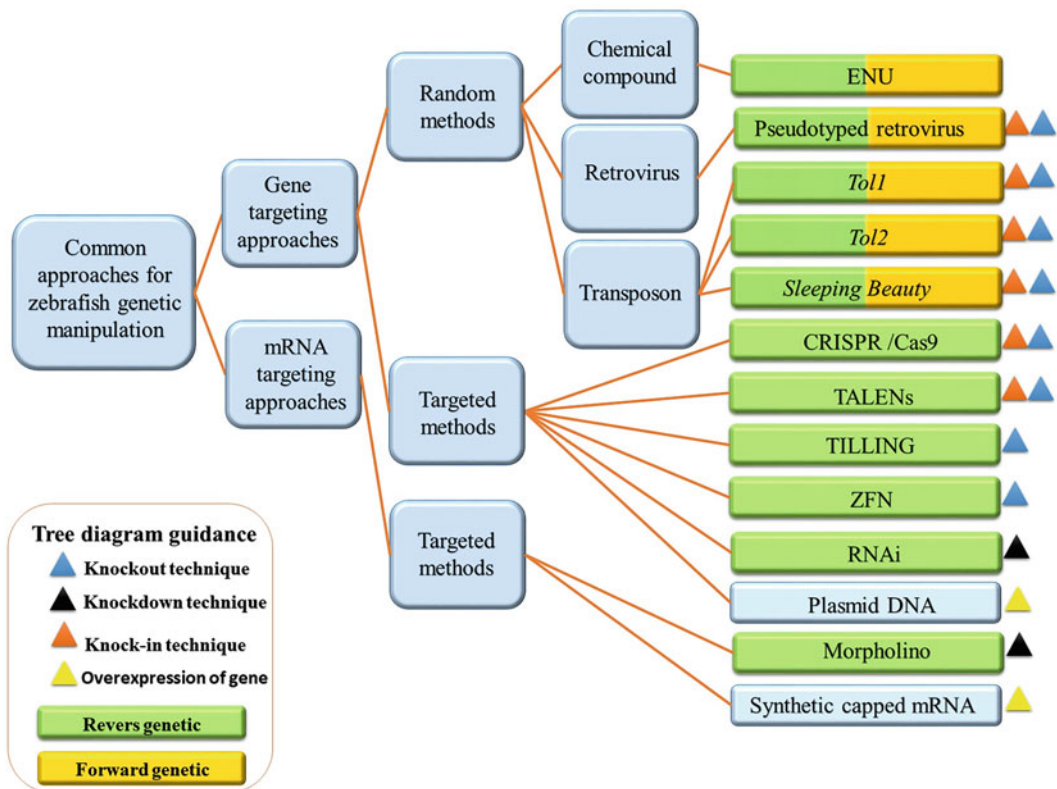 Common
approaches for
zebrafish genetic
manipulation
Gene
targeting
approaches
mRNA
targeting
approaches
Random
methods
Targeted
methods
Targeted
methods
Chemical
compound
Retrovirus
Transposon
ENU
Pseudotyped retrovirus
Tol1
Tol2
Sleeping Beauty
CRISPR /Cas9
TALENs
TILLING
ZFN
RNAi
Plasmid DNA
Morpholino
Synthetic capped mRNA
Tree diagram guidance
Knockout technique
Knockdown technique
Knock-in technique
Overexpression of gene
Revers genetic
Forward genetic